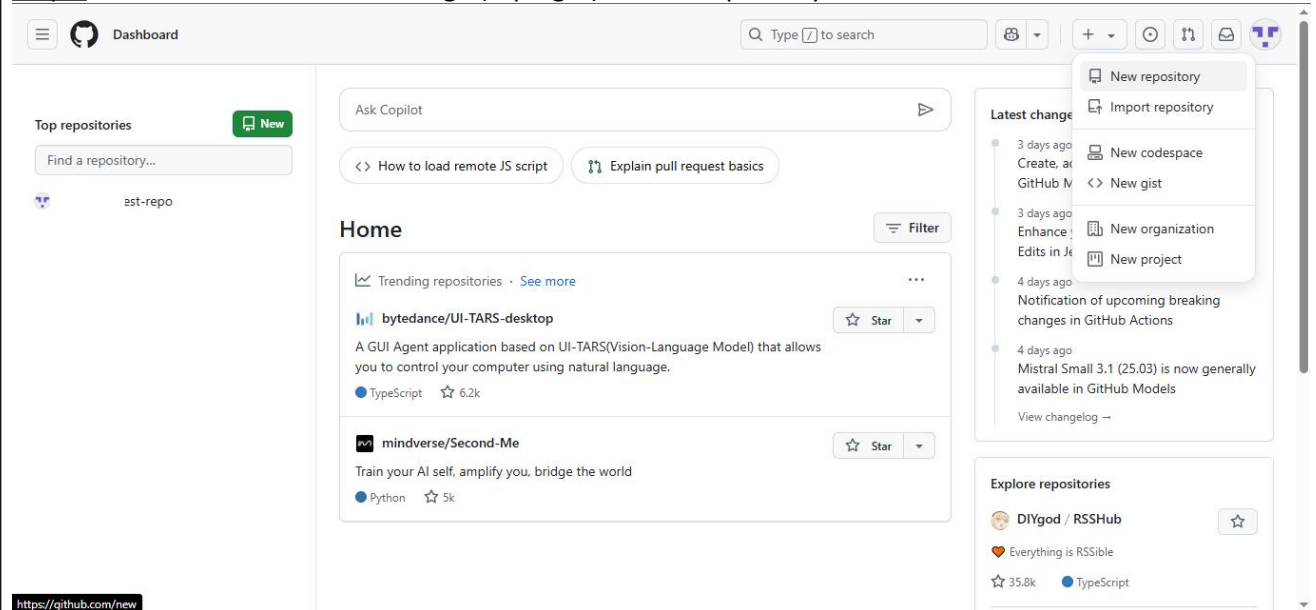 Dashboard
Type / to search
New repository
Import repository
New codespace
New gist
New organization
New project
Top repositories
New
Find a repository...
est-repo
Ask Copilot
How to load remote JS script
Explain pull request basics
Home
Filter
Trending repositories · See more
bytedance/UI-TARS-desktop
Star
A GUI Agent application based on UI-TARS(Vision-Language Model) that allows
you to control your computer using natural language.
TypeScript 6.2k
mindverse/Second-Me
Star
Train your AI self, amplify you, bridge the world
Python 5k
Latest change
3 days ago
Create, ac
GitHub M
3 days ago
Enhance
Edits in Je
4 days ago
Notification of upcoming breaking
changes in GitHub Actions
4 days ago
Mistral Small 3.1 (25.03) is now generally
available in GitHub Models
View changelog →
Explore repositories
DIYgod / RSSHub
Everything is RSSible
35.8k TypeScript
https://github.com/new